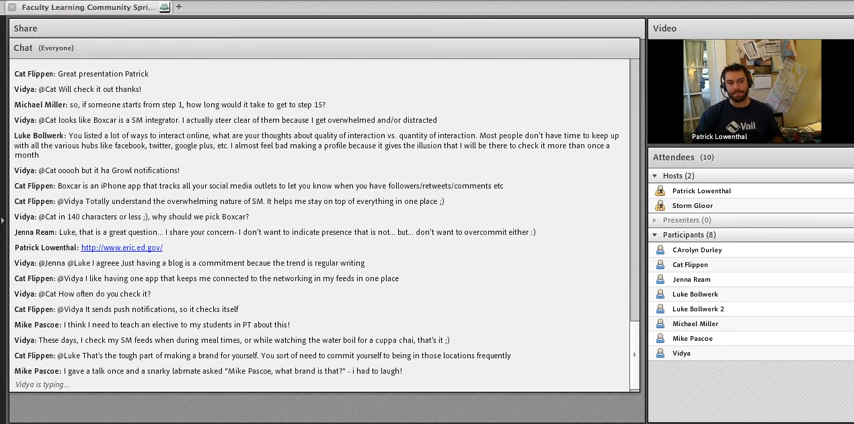 Faculty Learning Community Spri...
Share
Chat (Everyone)
Cat Flippen: Great presentation Patrick
Vidya: @Cat Will check it out thanks!
Michael Miller: so, if someone starts from step 1, how long would it take to get to step 15?
Vidya: @Cat looks like Boxcar is a SM integrator. I actually steer clear of them because I get overwhelmed and/or distracted
Luke Bollwerk: You listed a lot of ways to interact online, what are your thoughts about quality of interaction vs. quantity of interaction. Most people don't have time to keep up
with all the various hubs like facebook, twitter, google plus, etc. I almost feel bad making a profile because it gives the illusion that I will be there to check it more than once a
month
Vidya: @Cat ooooh but it ha Growl notifications!
Cat Flippen: Boxcar is an iPhone app that tracks all your social media outlets to let you know when you have followers/retweets/comments etc
Cat Flippen: @Vidya Totally understand the overwhelming nature of SM. It helps me stay on top of everything in one place ;)
Vidya: @Cat in 140 characters or less ;), why should we pick Boxcar?
Jenna Ream: Luke, that is a great question... I share your concern- I don't want to indicate presence that is not... but... don't want to overcommit either :)
Patrick Lowenthal: http://www.eric.ed.gov/
Vidya: @Jenna @Luke I agreee Just having a blog is a commitment becaue the trend is regular writing
Cat Flippen: @Vidya I like having one app that keeps me connected to the networking in my feeds in one place
Vidya: @Cat How often do you check it?
Cat Flippen: @Vidya It sends push notifications, so it checks itself
Mike Pascoe: I think I need to teach an elective to my students in PT about this!
Vidya: These days, I check my SM feeds when during meal times, or while watching the water boil for a cuppa chai, that's it ;)
Cat Flippen: @Luke That's the tough part of making a brand for yourself. You sort of need to commit yourself to being in those locations frequently
Mike Pascoe: I gave a talk once and a snarky labmate asked "Mike Pascoe, what brand is that?" - i had to laugh!
Vidya is typing...
Video
Vail
Patrick Lowenthal
Attendees (10)
Hosts (2)
Patrick Lowenthal
Storm Gloor
Presenters (0)
Participants (8)
CArolyn Durley
Cat Flippen
Jenna Ream
Luke Bollwerk
Luke Bollwerk 2
Michael Miller
Mike Pascoe
Vidya